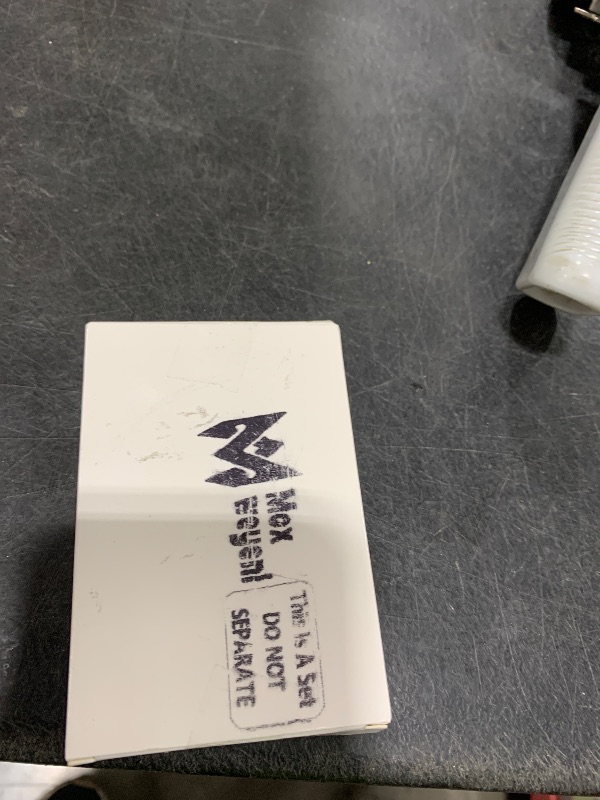 Mox
This Is A Set
DO NOT
SEPARATE